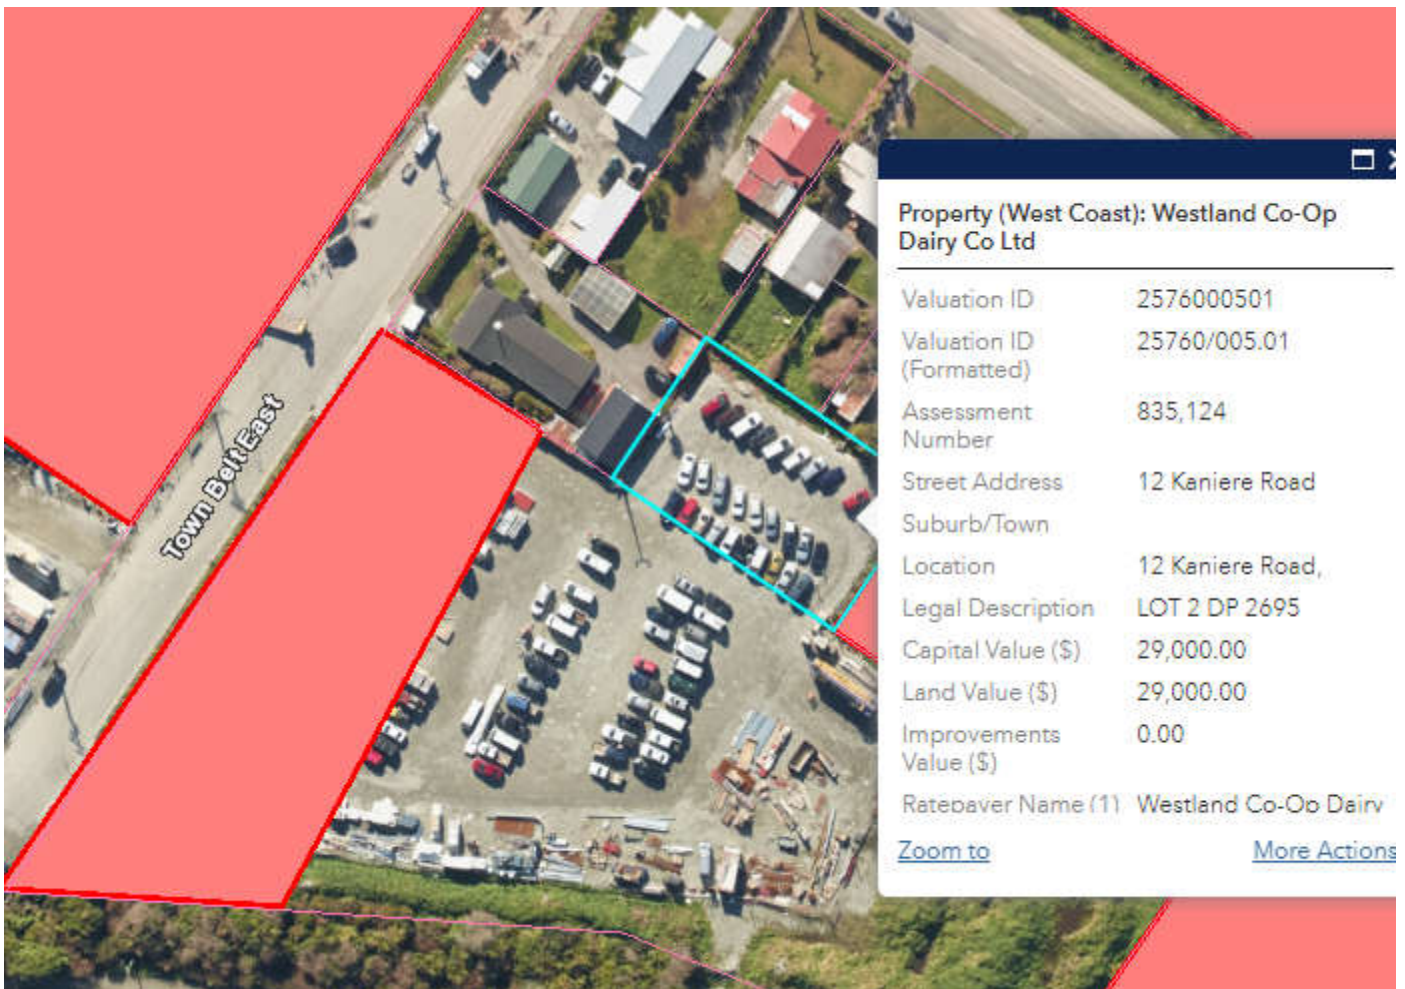 Town Belt East
Property (West Coast): Westland Co-Op
Dairy Co Ltd
Valuation ID 2576000501
Valuation ID 25760/005.01
(Formatted)
Assessment 835,124
Number
Street Address 12 Kaniere Road
Suburb/Town
Location 12 Kaniere Road,
Legal Description LOT 2 DP 2695
Capital Value ($) 29,000.00
Land Value ($) 29,000.00
Improvements 0.00
Value ($)
Ratepayer Name (1) Westland Co-Op Dairy
Zoom to More Actions